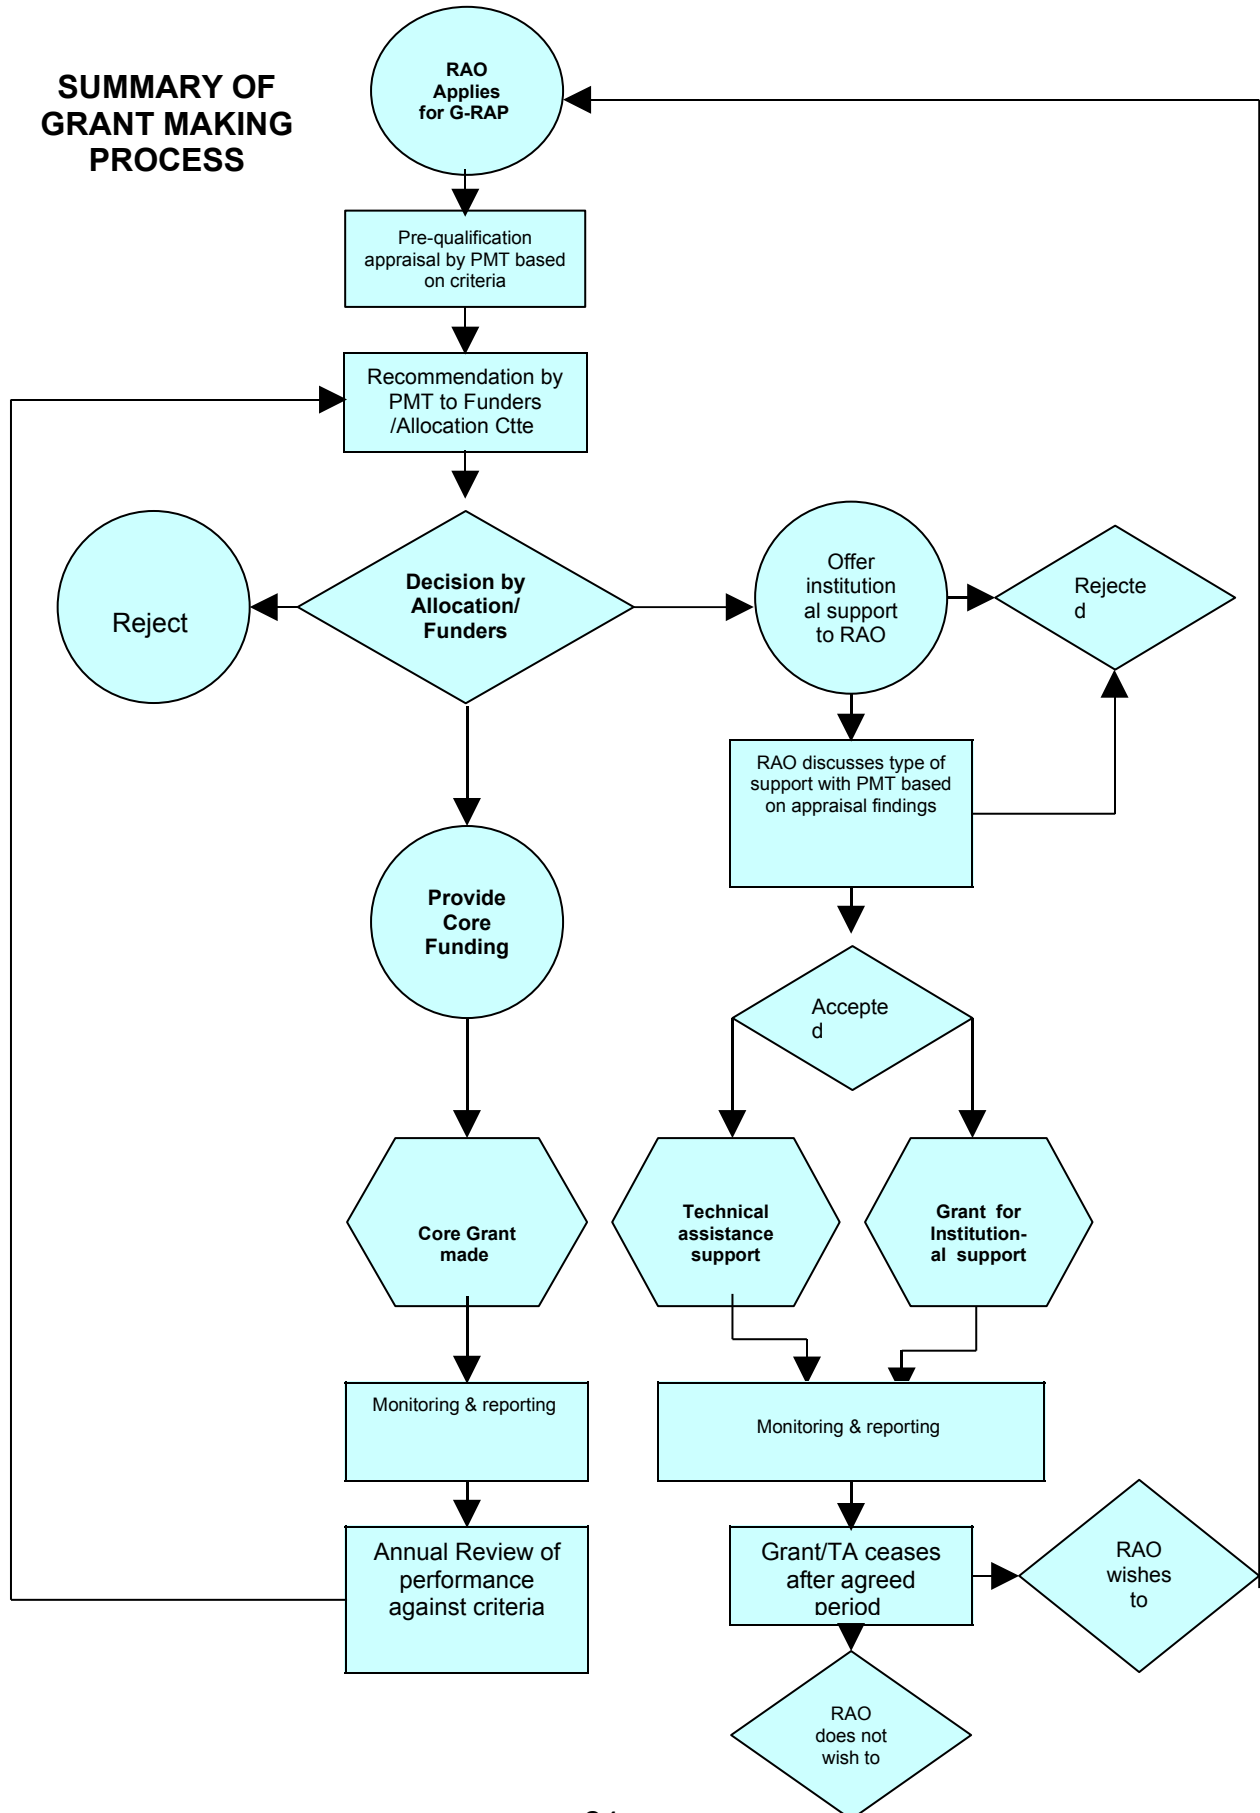 SUMMARY OF
GRANT MAKING
PROCESS
RAO
Applies
for G-RAP
Pre-qualification
appraisal by PMT based
on criteria
Recommendation by
PMT to Funders
/Allocation Ctte
Reject
Decision by
Allocation/
Funders
Offer
institution
al support
to RAO
Rejecte
d
RAO discusses type of
support with PMT based
on appraisal findings
Provide
Core
Funding
Accepte
d
Core Grant
made
Technical
assistance
support
Grant for
Institution-
al support
Monitoring & reporting
Monitoring & reporting
Annual Review of
performance
against criteria
Grant/TA ceases
after agreed
period
RAO
wishes
to
RAO
does not
wish to